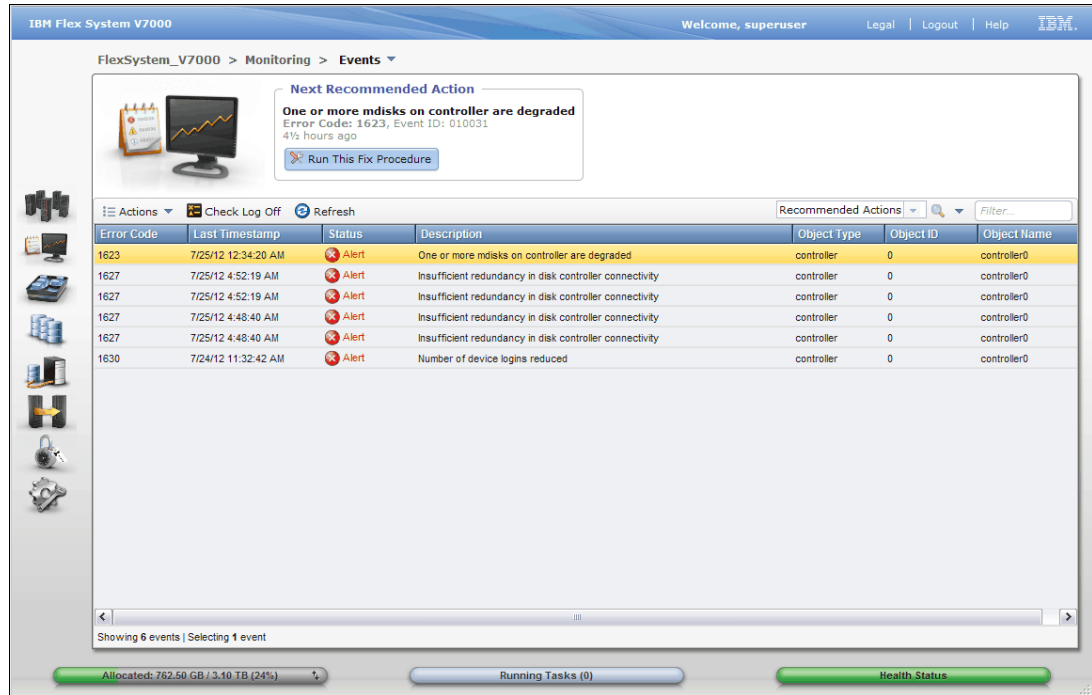 IBM Flex System V7000
Welcome, superuser
Legal | Logout | Help
IBM.
FlexSystem_V7000 > Monitoring > Events
Next Recommended Action
One or more mdisks on controller are degraded
Error Code: 1623, Event ID: 010031
4½ hours ago
Run This Fix Procedure
Actions Check Log Off Refresh Recommended Actions Filter...
Error Code Last Timestamp Status Description Object Type Object ID Object Name
1623 7/25/12 12:34:20 AM Alert One or more mdisks on controller are degraded controller 0 controller0
1627 7/25/12 4:52:19 AM Alert Insufficient redundancy in disk controller connectivity controller 0 controller0
1627 7/25/12 4:52:19 AM Alert Insufficient redundancy in disk controller connectivity controller 0 controller0
1627 7/25/12 4:48:40 AM Alert Insufficient redundancy in disk controller connectivity controller 0 controller0
1627 7/25/12 4:48:40 AM Alert Insufficient redundancy in disk controller connectivity controller 0 controller0
1630 7/24/12 11:32:42 AM Alert Number of device logins reduced controller 0 controller0
Showing 6 events | Selecting 1 event
Allocated: 762.50 GB / 3.10 TB (24%)
Running Tasks (0)
Health Status